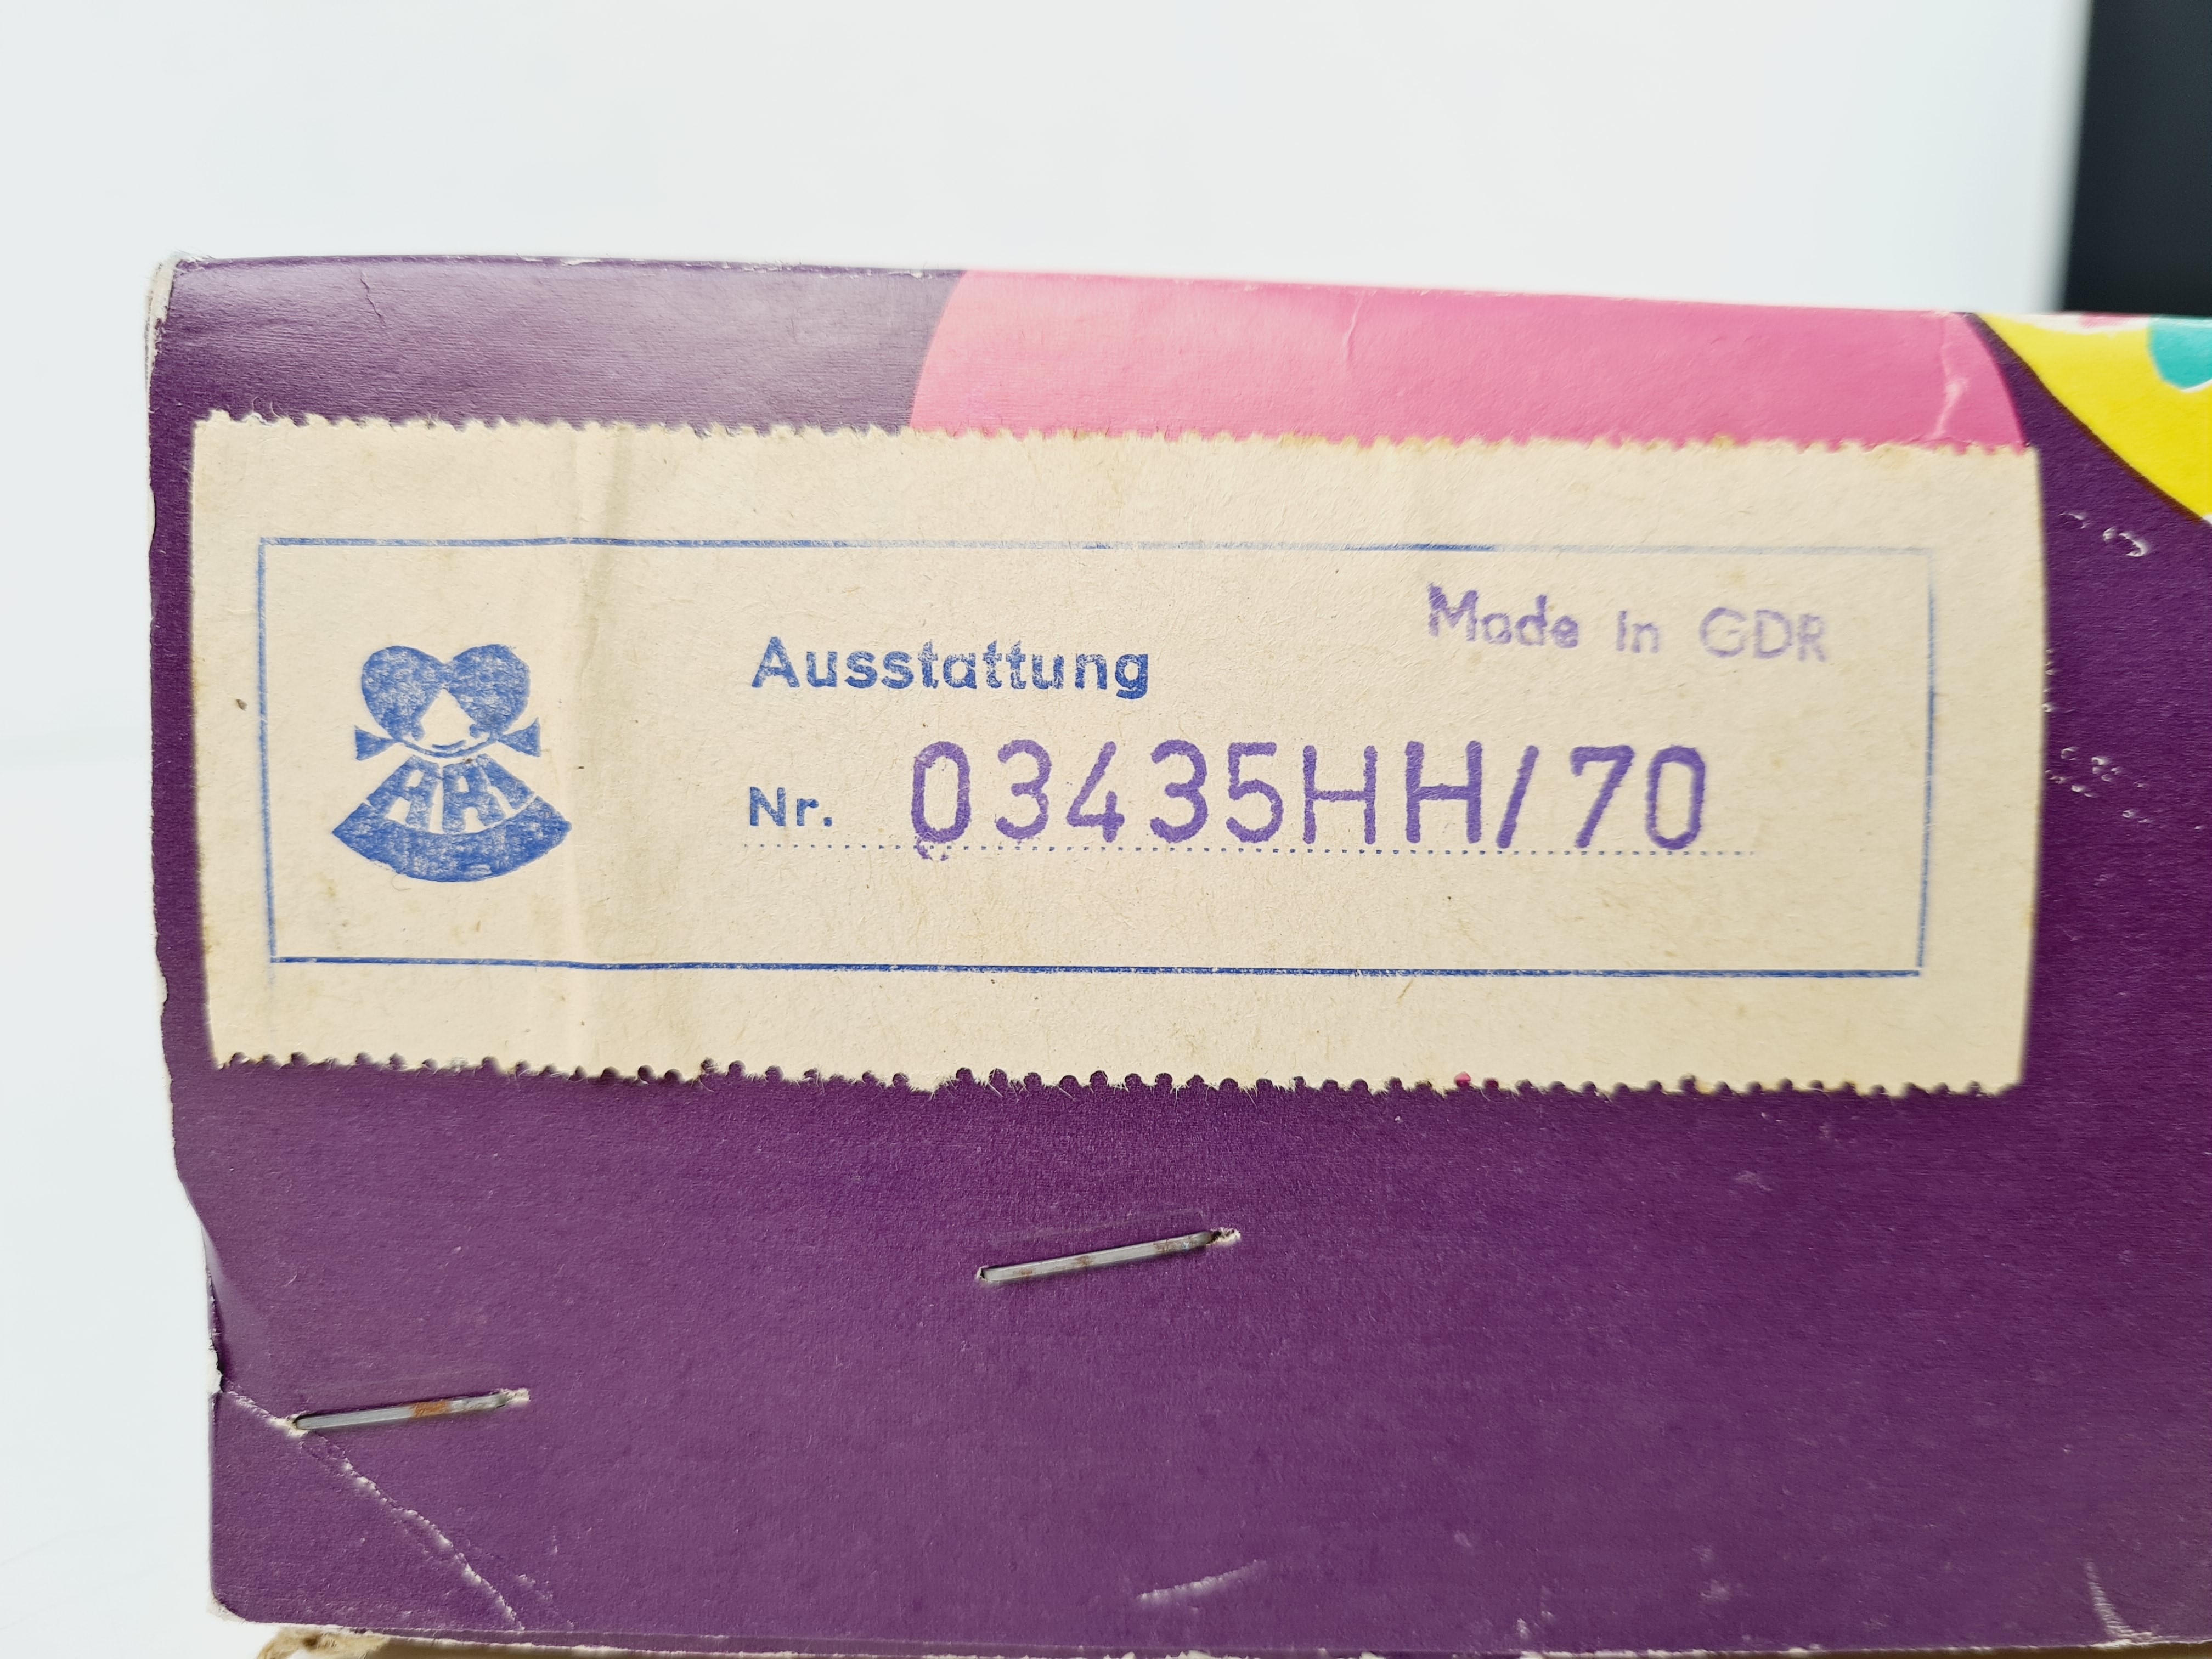 Made in GDR
Ausstattung
Nr. 03435HH/70